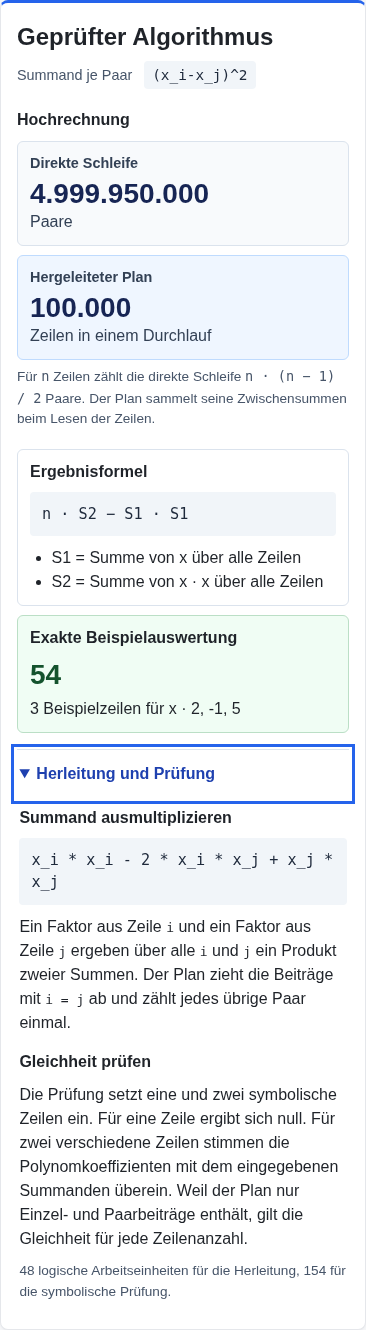 Geprüfter Algorithmus
Summand je Paar (x_i-x_j)^2
Hochrechnung
Direkte Schleife
4.999.950.000
Paare
Hergeleiteter Plan
100.000
Zeilen in einem Durchlauf
Für n Zeilen zählt die direkte Schleife n · (n − 1)
/ 2 Paare. Der Plan sammelt seine Zwischensummen
beim Lesen der Zeilen.
Ergebnisformel
n · S2 − S1 · S1
• S1 = Summe von x über alle Zeilen
• S2 = Summe von x · x über alle Zeilen
Exakte Beispielauswertung
54
3 Beispielzeilen für x · 2, -1, 5
▼ Herleitung und Prüfung
Summand ausmultiplizieren
x_i * x_i - 2 * x_i * x_j + x_j *
x_j
Ein Faktor aus Zeile i und ein Faktor aus
Zeile j ergeben über alle i und j ein Produkt
zweier Summen. Der Plan zieht die Beiträge
mit i = j ab und zählt jedes übrige Paar
einmal.
Gleichheit prüfen
Die Prüfung setzt eine und zwei symbolische
Zeilen ein. Für eine Zeile ergibt sich null. Für
zwei verschiedene Zeilen stimmen die
Polynomkoeffizienten mit dem eingegebenen
Summanden überein. Weil der Plan nur
Einzel- und Paarbeiträge enthält, gilt die
Gleichheit für jede Zeilenanzahl.
48 logische Arbeitseinheiten für die Herleitung, 154 für
die symbolische Prüfung.